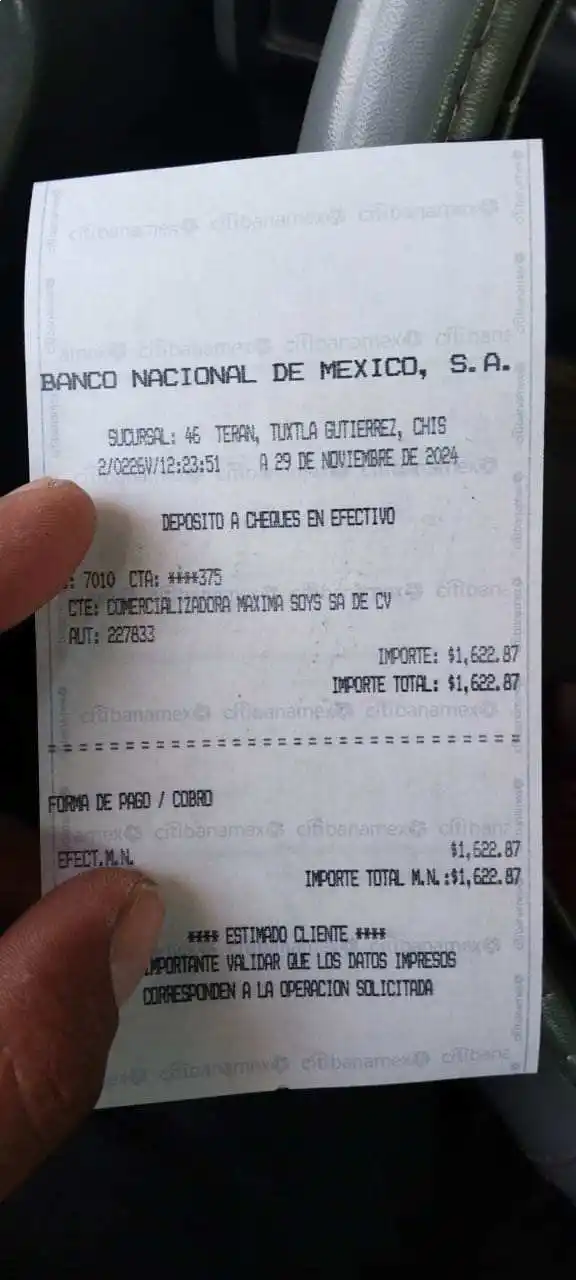 BANCO NACIONAL DE MEXICO, S.A.
SUCURSAL: 46 TERAN, TUXTLA GUTIERREZ, CHIS
2/0226V/12:23:51 A 29 DE NOVIEMBRE DE 2024
DEPOSITO A CHEQUES EN EFECTIVO
: 7010 CTA: ****375
CTE: COMERCIALIZADORA MAXIMA SOYS SA DE CV
AUT: 227833
IMPORTE: $1,622.87
IMPORTE TOTAL: $1,622.87
================================
FORMA DE PAGO / COBRO
EFECT.M.N. $1,622.87
IMPORTE TOTAL M.N.:$1,622.87
**** ESTIMADO CLIENTE ****
IMPORTANTE VALIDAR QUE LOS DATOS IMPRESOS
CORRESPONDEN A LA OPERACION SOLICITADA
citibanamex citibanamex citibanamex